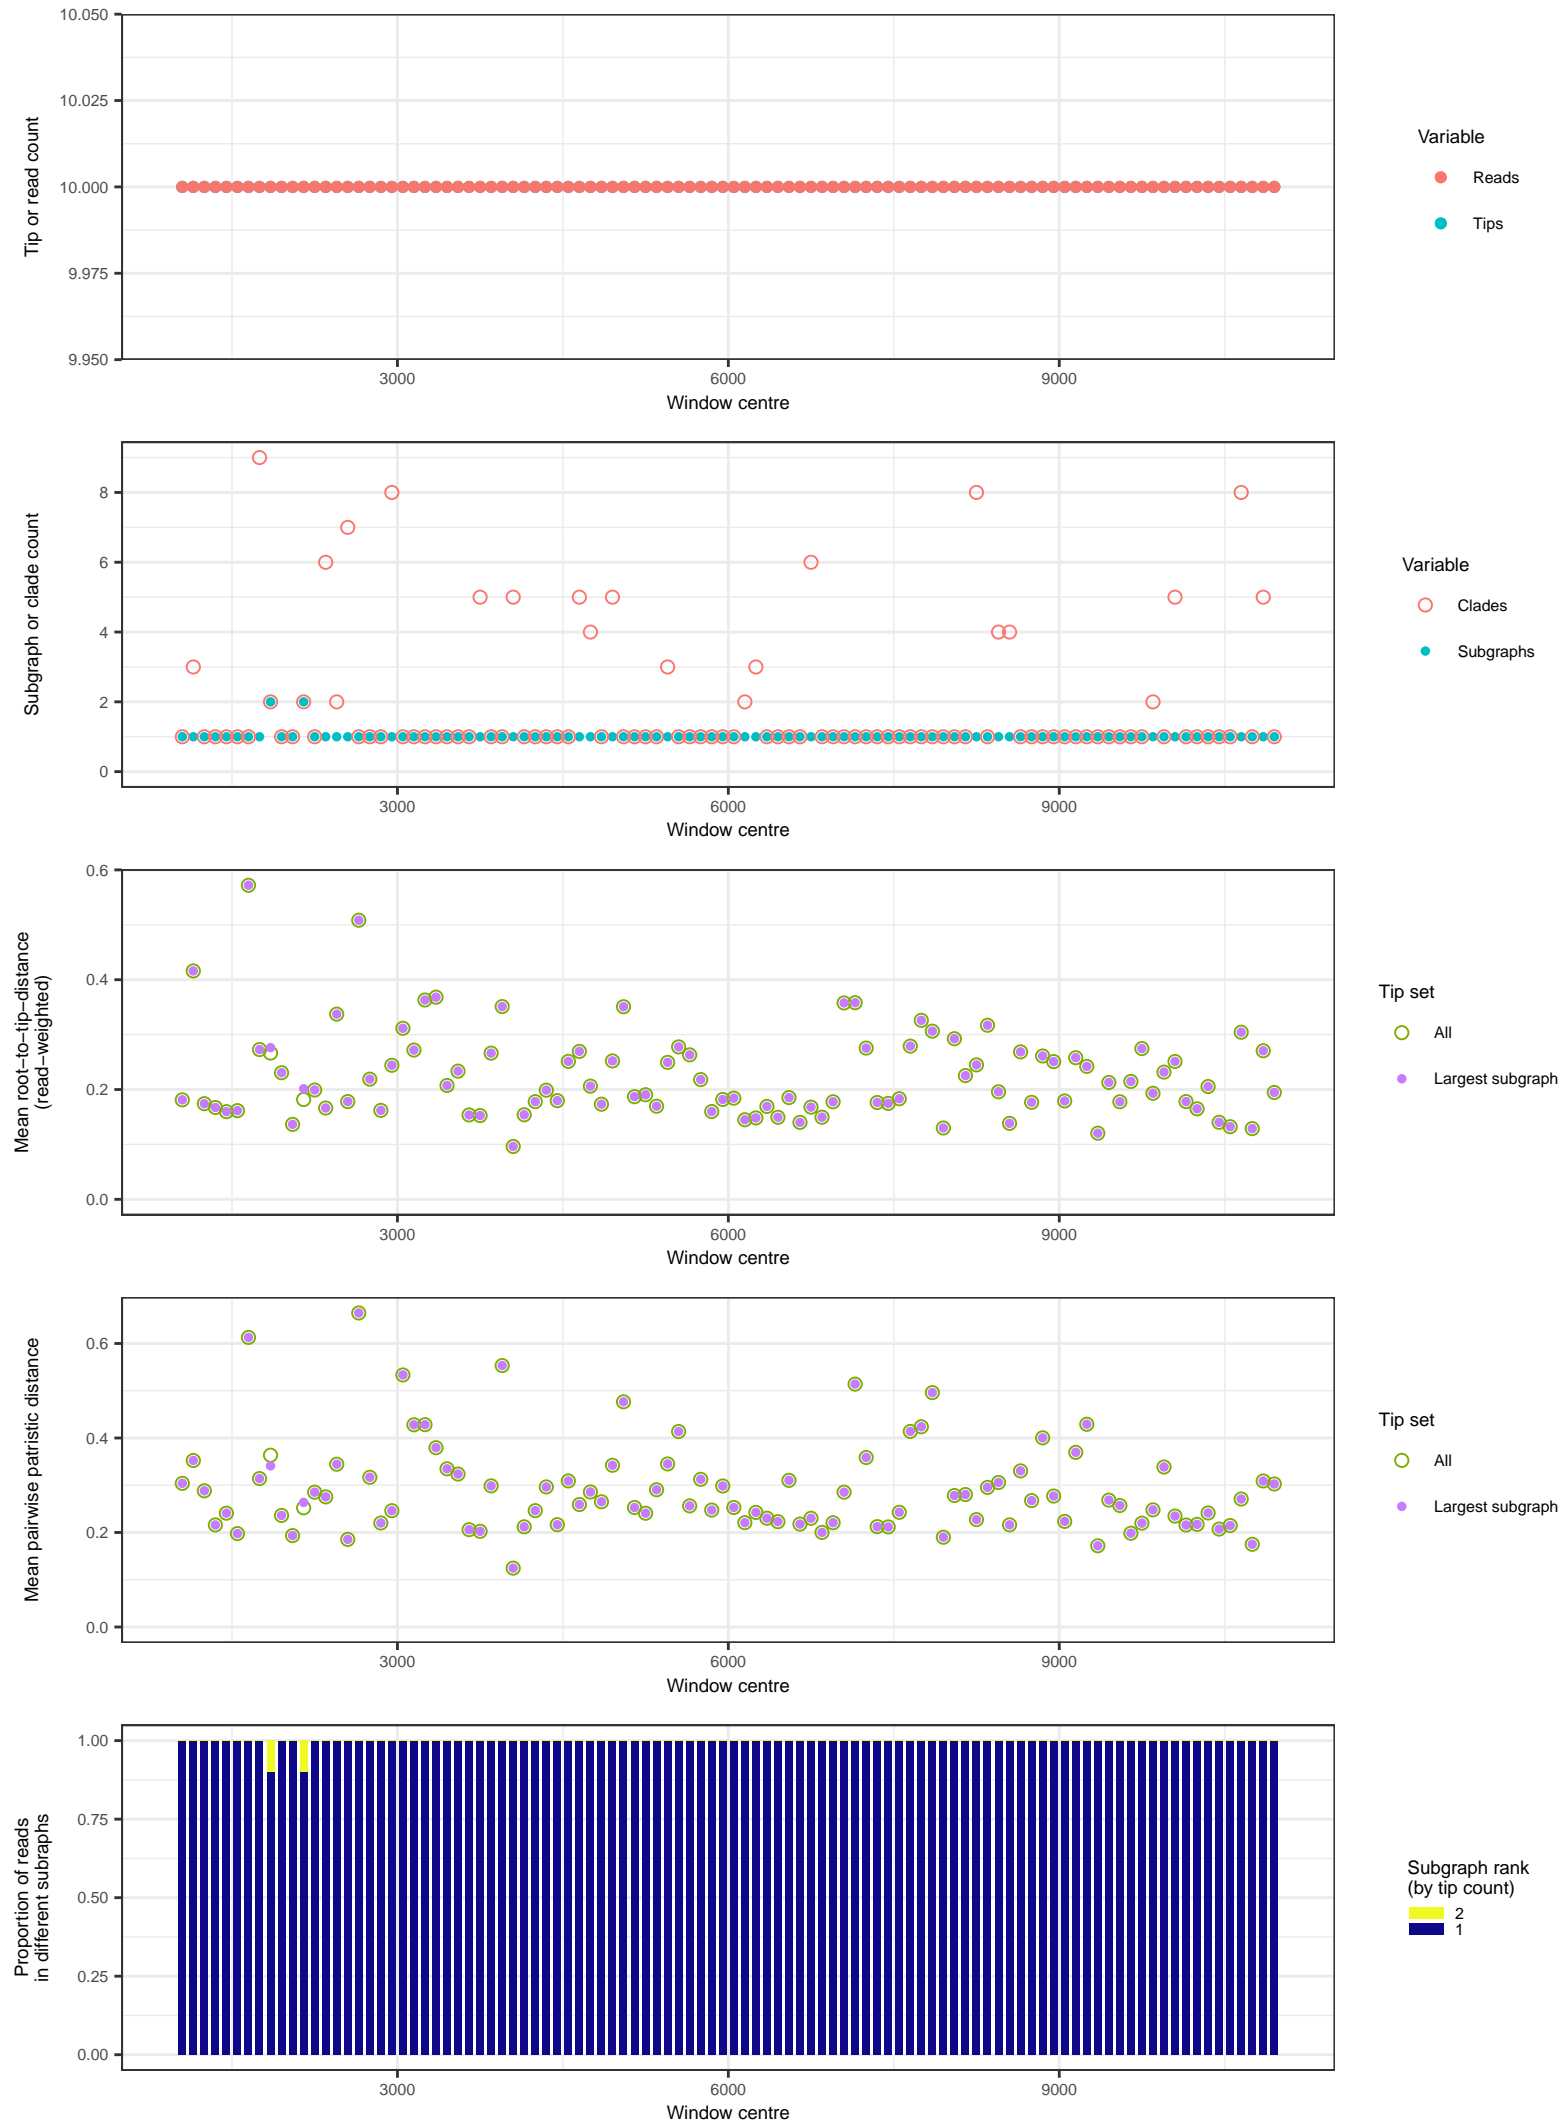 10.050
10.025
10.000
9.975
9.950
Tip or read count
3000 6000 9000
Window centre
Variable
Reads
Tips
8
6
4
2
0
Subgraph or clade count
3000 6000 9000
Window centre
Variable
Clades
Subgraphs
0.6
0.4
0.2
0.0
Mean root−to−tip−distance
(read−weighted)
3000 6000 9000
Window centre
Tip set
All
Largest subgraph
0.6
0.4
0.2
0.0
Mean pairwise patristic distance
3000 6000 9000
Window centre
Tip set
All
Largest subgraph
1.00
0.75
0.50
0.25
0.00
Proportion of reads
in different subraphs
3000 6000 9000
Window centre
Subgraph rank
(by tip count)
2
1